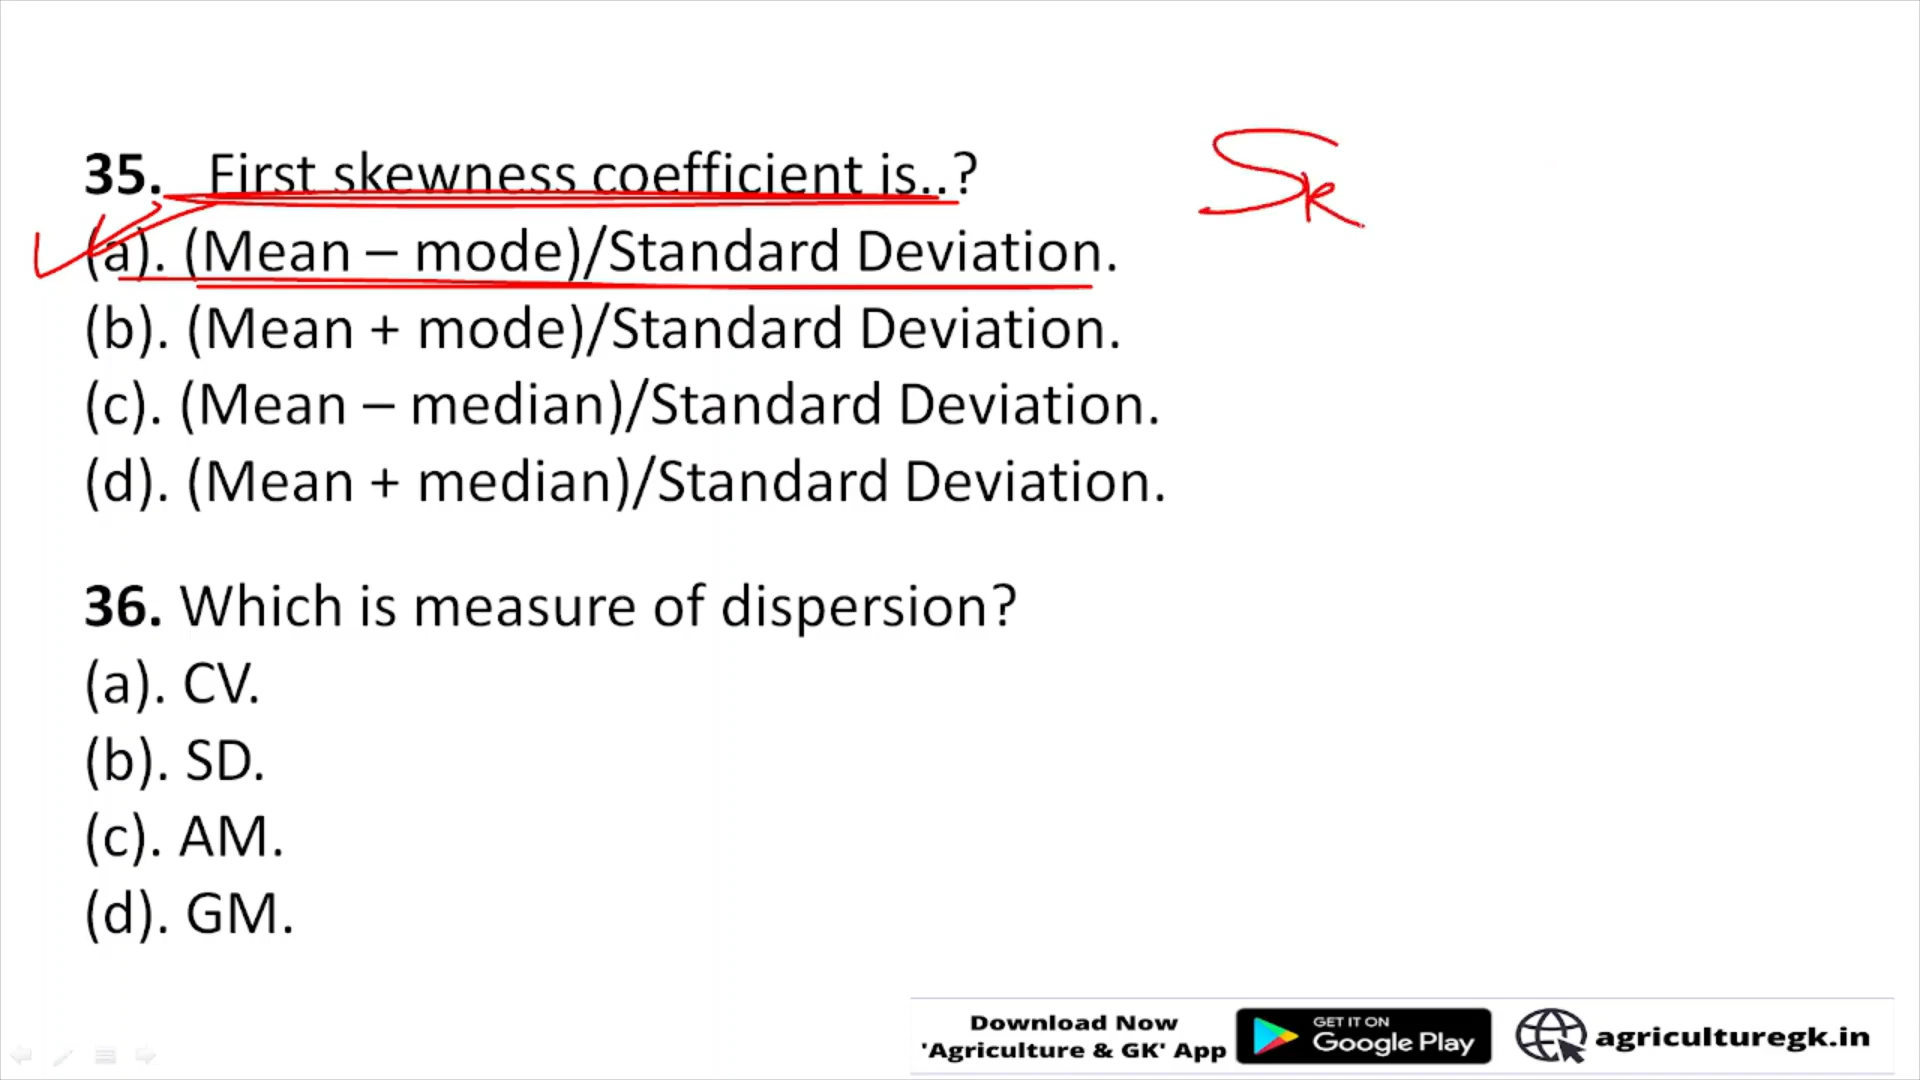 35. First skewness coefficient is..?
Sk
(a). (Mean – mode)/Standard Deviation.
(b). (Mean + mode)/Standard Deviation.
(c). (Mean – median)/Standard Deviation.
(d). (Mean + median)/Standard Deviation.
36. Which is measure of dispersion?
(a). CV.
(b). SD.
(c). AM.
(d). GM.
Download Now
'Agriculture & GK' App
GET IT ON
Google Play
agriculturegk.in